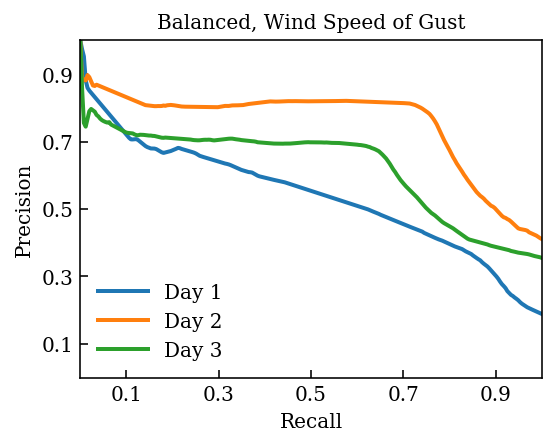 Balanced, Wind Speed of Gust
Precision
0.9
0.7
0.5
0.3
0.1
Day 1
Day 2
Day 3
0.1 0.3 0.5 0.7 0.9
Recall